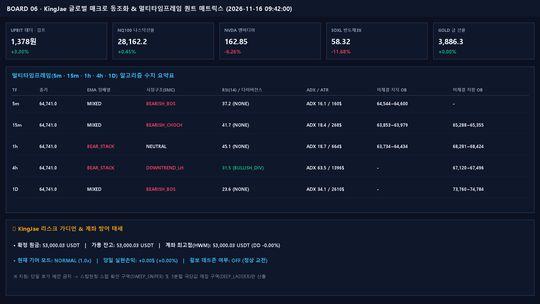 BOARD 06 · KingJae 글로벌 매크로 동조화 & 멀티타임프레임 퀀트 매트릭스 (2026-11-16 09:42:00)
UPBIT 테더
1,378원
+3.20%
NQ100 나스닥선물
28,162.2
+0.45%
NVDA 엔비디아
162.85
-6.26%
SOXL 반도체3X
58.32
-11.68%
GOLD 금 선물
3,886.3
+0.00%
멀티타임프레임(5m · 15m · 1h · 4h · 1D) 알고리즘 수치 요약표
TF 종가 EMA 정배열 시장구조(SMC) RSI(14) / 다이버전스 ADX / ATR 미체결 지지 OB 미체결 저항 OB
5m 64,741.0 MIXED BEARISH_BOS 37.2 (NONE) ADX 16.1 / 160$ 64,544~64,600 -
15m 64,741.0 MIXED BEARISH_CHOCH 41.7 (NONE) ADX 18.4 / 268$ 63,853~63,979 65,288~65,355
1h 64,741.0 BEAR_STACK NEUTRAL 45.1 (NONE) ADX 18.7 / 664$ 63,734~64,434 68,281~68,424
4h 64,741.0 BEAR_STACK DOWNTREND_LH 31.5 (BULLISH_DIV) ADX 63.5 / 1396$ - 67,120~67,496
1D 64,741.0 MIXED BEARISH_BOS 23.6 (NONE) ADX 34.1 / 2610$ - 73,760~74,784
KingJae 리스크 가디언 & 계좌 방어 태세
• 확정 원금: 53,000.03 USDT | 가용 잔고: 53,000.03 USDT | 계좌 최고점(HWM): 53,000.03 USDT (DD -0.00%)
• 현재 기어 모드: NORMAL (1.0x) | 당일 실현손익: +0.00$ (+0.00%) | 휩쏘 데드존 여부: OFF (정상 요건)